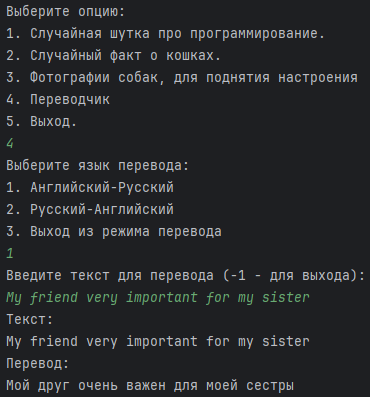 Выберите опцию:
1. Случайная шутка про программирование.
2. Случайный факт о кошках.
3. Фотографии собак, для поднятия настроения
4. Переводчик
5. Выход.
4
Выберите язык перевода:
1. Английский-Русский
2. Русский-Английский
3. Выход из режима перевода
1
Введите текст для перевода (-1 - для выхода):
My friend very important for my sister
Текст:
My friend very important for my sister
Перевод:
Мой друг очень важен для моей сестры